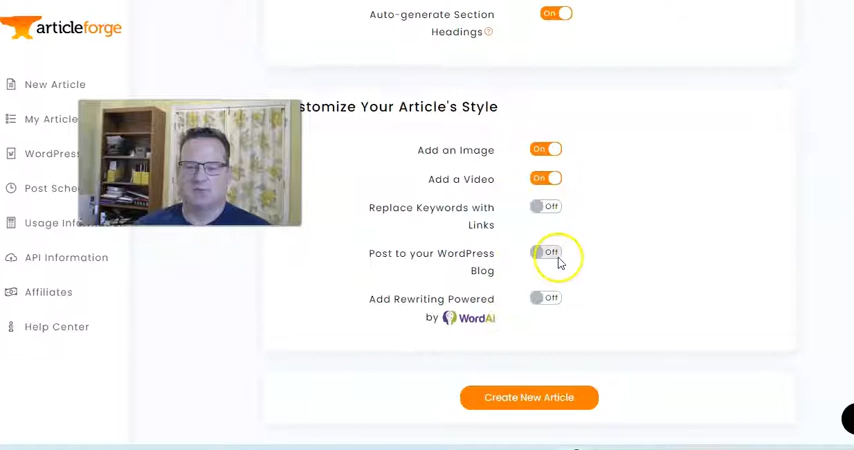 articleforge
Auto-generate Section
Headings
On
New Article
My Article
WordPress
Post Sche
Usage Info
API Information
Affiliates
Help Center
stomize Your Article's Style
Add an Image
On
Add a Video
On
Replace Keywords with
Links
Off
Post to your WordPress
Blog
Off
Add Rewriting Powered
by WordAi
Off
Create New Article